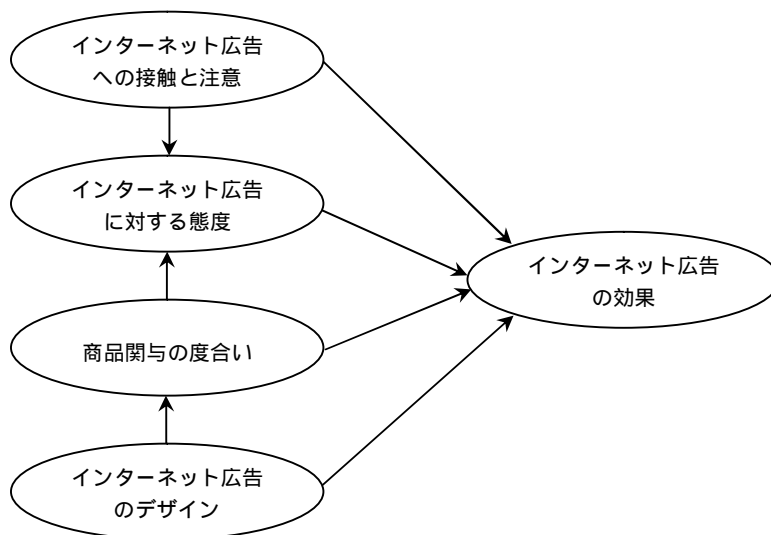 インターネット広告
への接触と注意
インターネット広告
に対する態度
インターネット広告
の効果
商品関与の度合い
インターネット広告
のデザイン